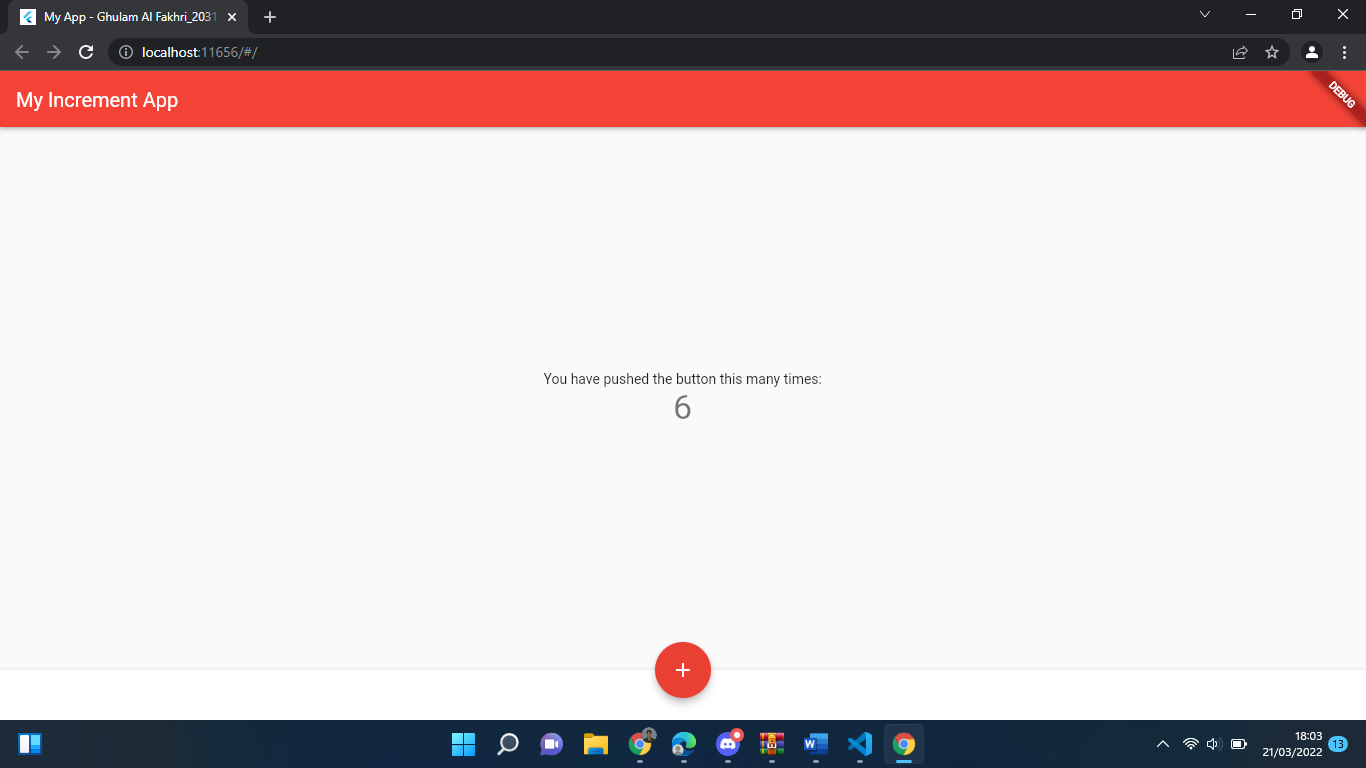 My App - Ghulam Al Fakhri_2031
localhost:11656/#/
My Increment App
DEBUG
You have pushed the button this many times:
6
+
18:03
21/03/2022
13